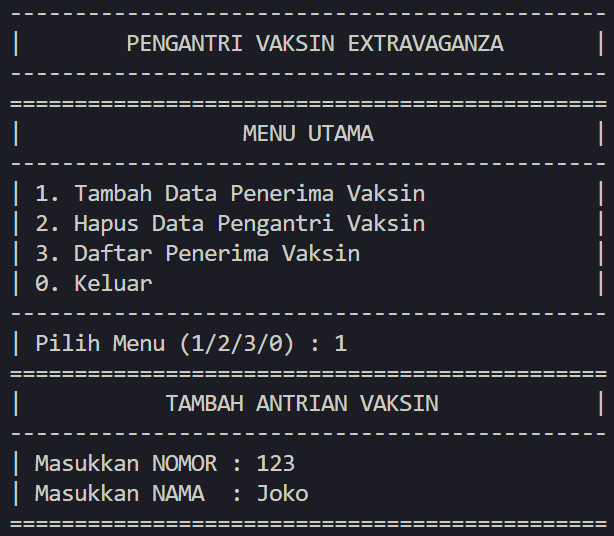 ----------------------------------------------
|        PENGANTRI VAKSIN EXTRAVAGANZA       |
----------------------------------------------
==============================================
|                 MENU UTAMA                 |
----------------------------------------------
| 1. Tambah Data Penerima Vaksin             |
| 2. Hapus Data Pengantri Vaksin             |
| 3. Daftar Penerima Vaksin                  |
| 0. Keluar                                  |
----------------------------------------------
| Pilih Menu (1/2/3/0) : 1
==============================================
|           TAMBAH ANTRIAN VAKSIN            |
----------------------------------------------
| Masukkan NOMOR : 123
| Masukkan NAMA  : Joko
==============================================